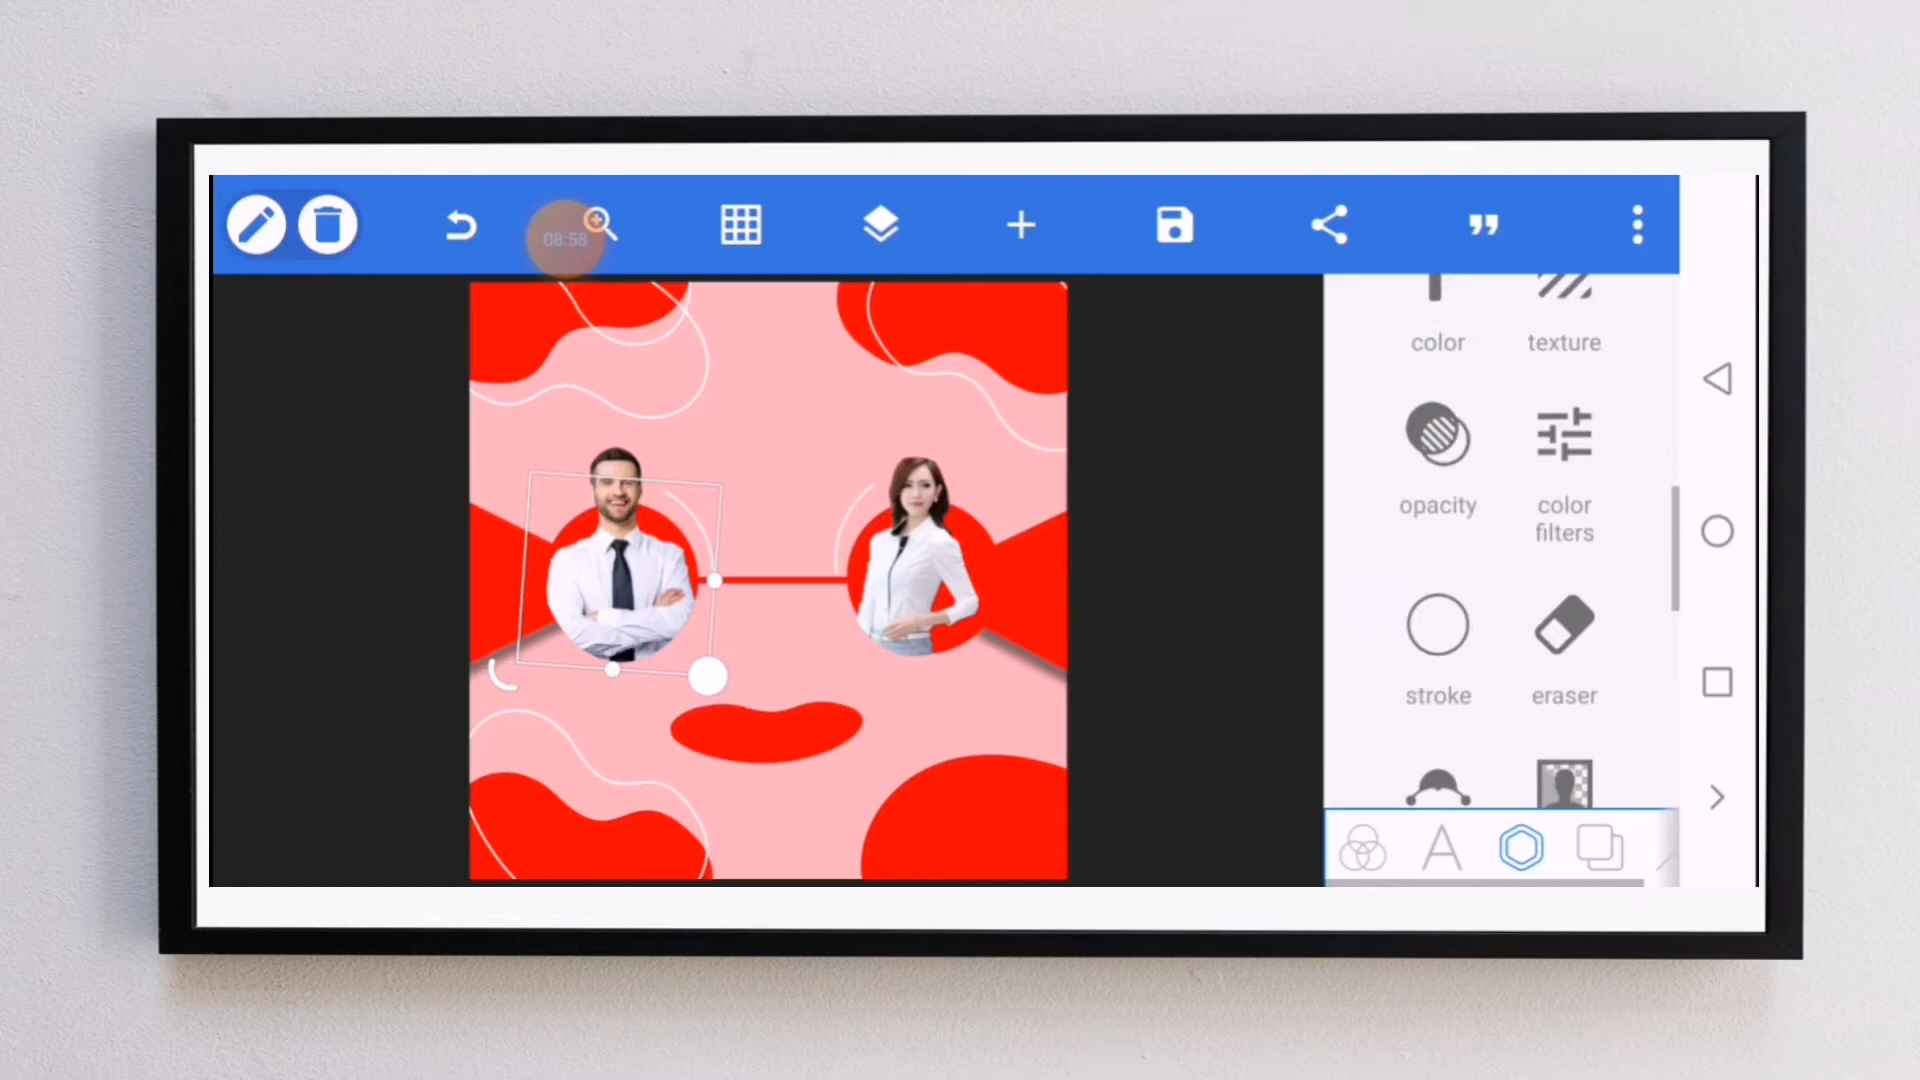 08:58
color
texture
opacity
color
filters
stroke
eraser